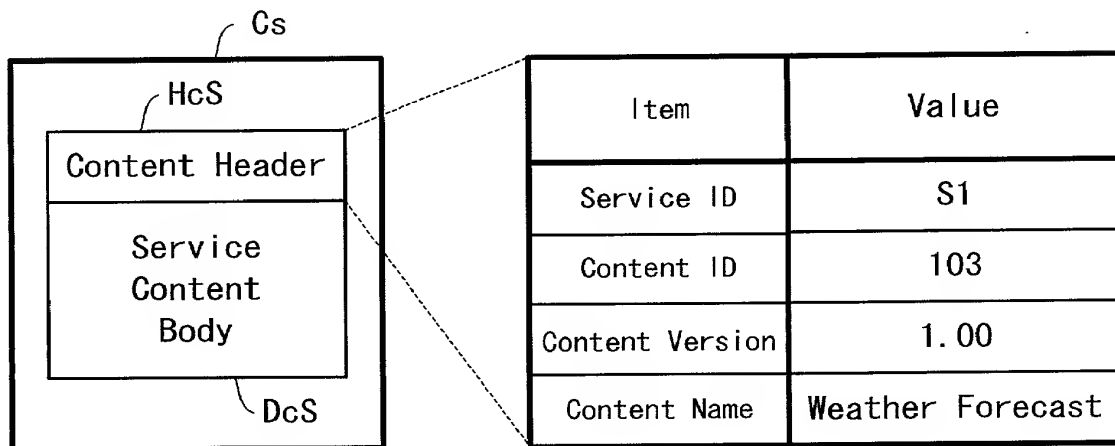 Cs
HcS
Content Header
Service
Content
Body
DcS
Item Value
Service ID S1
Content ID 103
Content Version 1.00
Content Name Weather Forecast